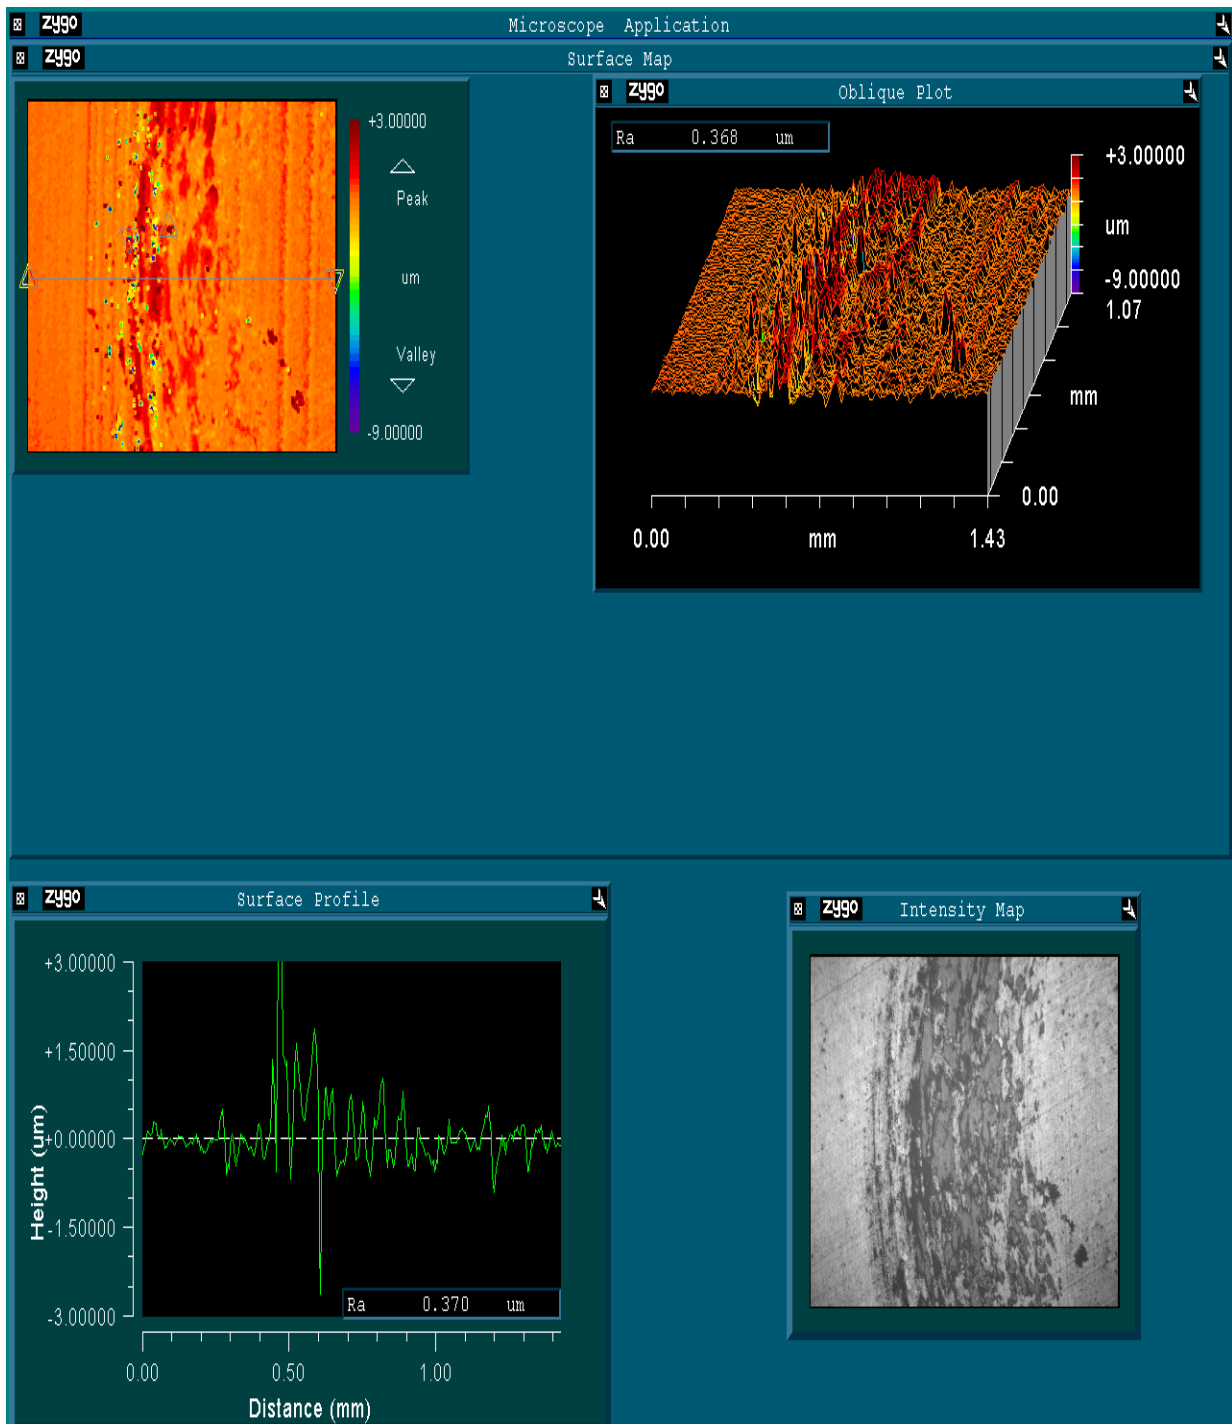 zygo Microscope Application
zygo Surface Map
+3.00000
Peak
um
Valley
-9.00000
zygo Oblique Plot
Ra 0.368 um
+3.00000
um
-9.00000
1.07
mm
0.00
0.00 mm 1.43
zygo Surface Profile
+3.00000
+1.50000
+0.00000
-1.50000
-3.00000
Height (um)
Ra 0.370 um
0.00 0.50 1.00
Distance (mm)
zygo Intensity Map